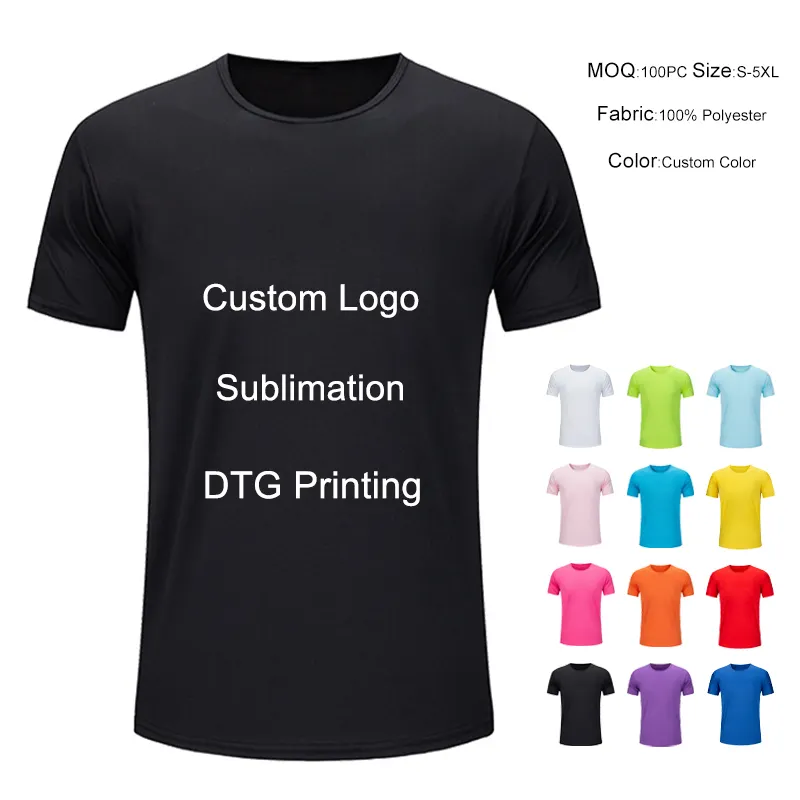 MOQ:100PC Size:S-5XL
Fabric:100% Polyester
Color:Custom Color
Custom Logo
Sublimation
DTG Printing